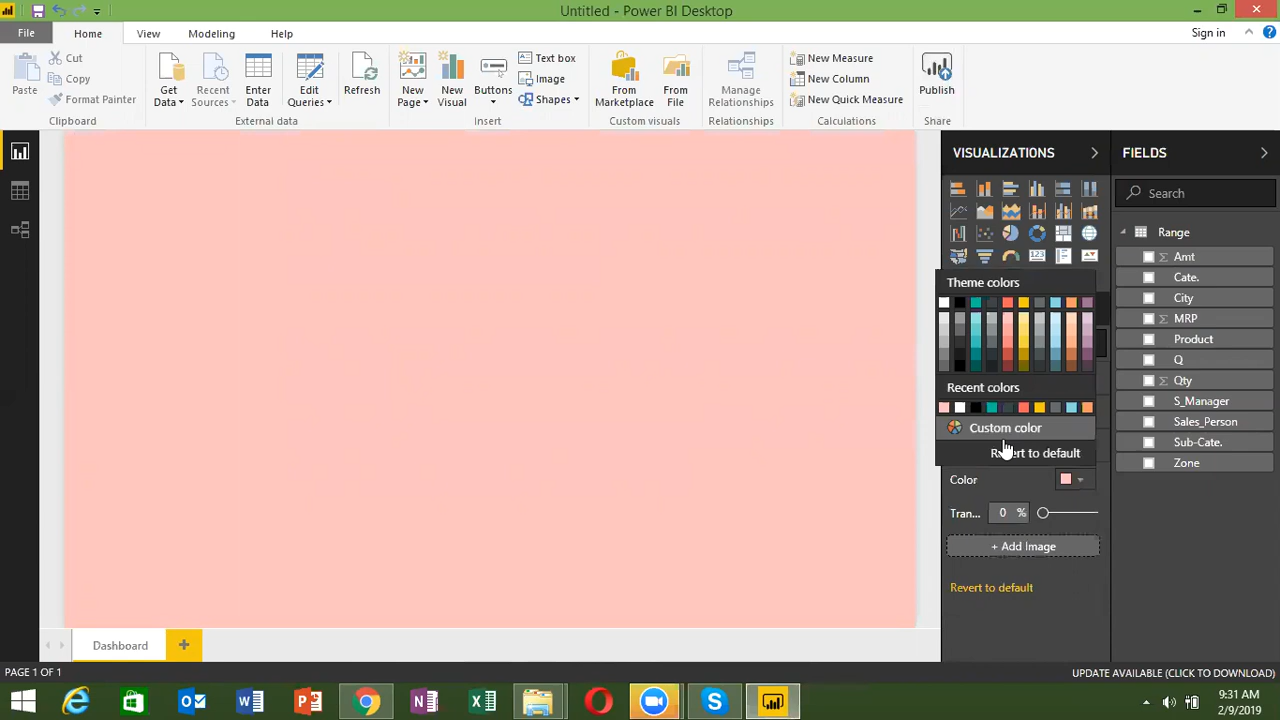 Untitled - Power BI Desktop
File
Home
View
Modeling
Help
Sign in
Paste
Cut
Copy
Format Painter
Clipboard
Get Data
Recent Sources
Enter Data
Edit Queries
Refresh
External data
New Page
New Visual
Buttons
Text box
Image
Shapes
Insert
From Marketplace
From File
Custom visuals
Manage Relationships
Relationships
New Measure
New Column
New Quick Measure
Calculations
Publish
Share
VISUALIZATIONS
FIELDS
Search
Range
Amt
Cate.
City
MRP
Product
Q
Qty
S_Manager
Sales_Person
Sub-Cate.
Zone
Theme colors
Recent colors
Custom color
Revert to default
Color
Tran... 0 %
+ Add Image
Revert to default
Dashboard
PAGE 1 OF 1
UPDATE AVAILABLE (CLICK TO DOWNLOAD)
9:31 AM
2/9/2019